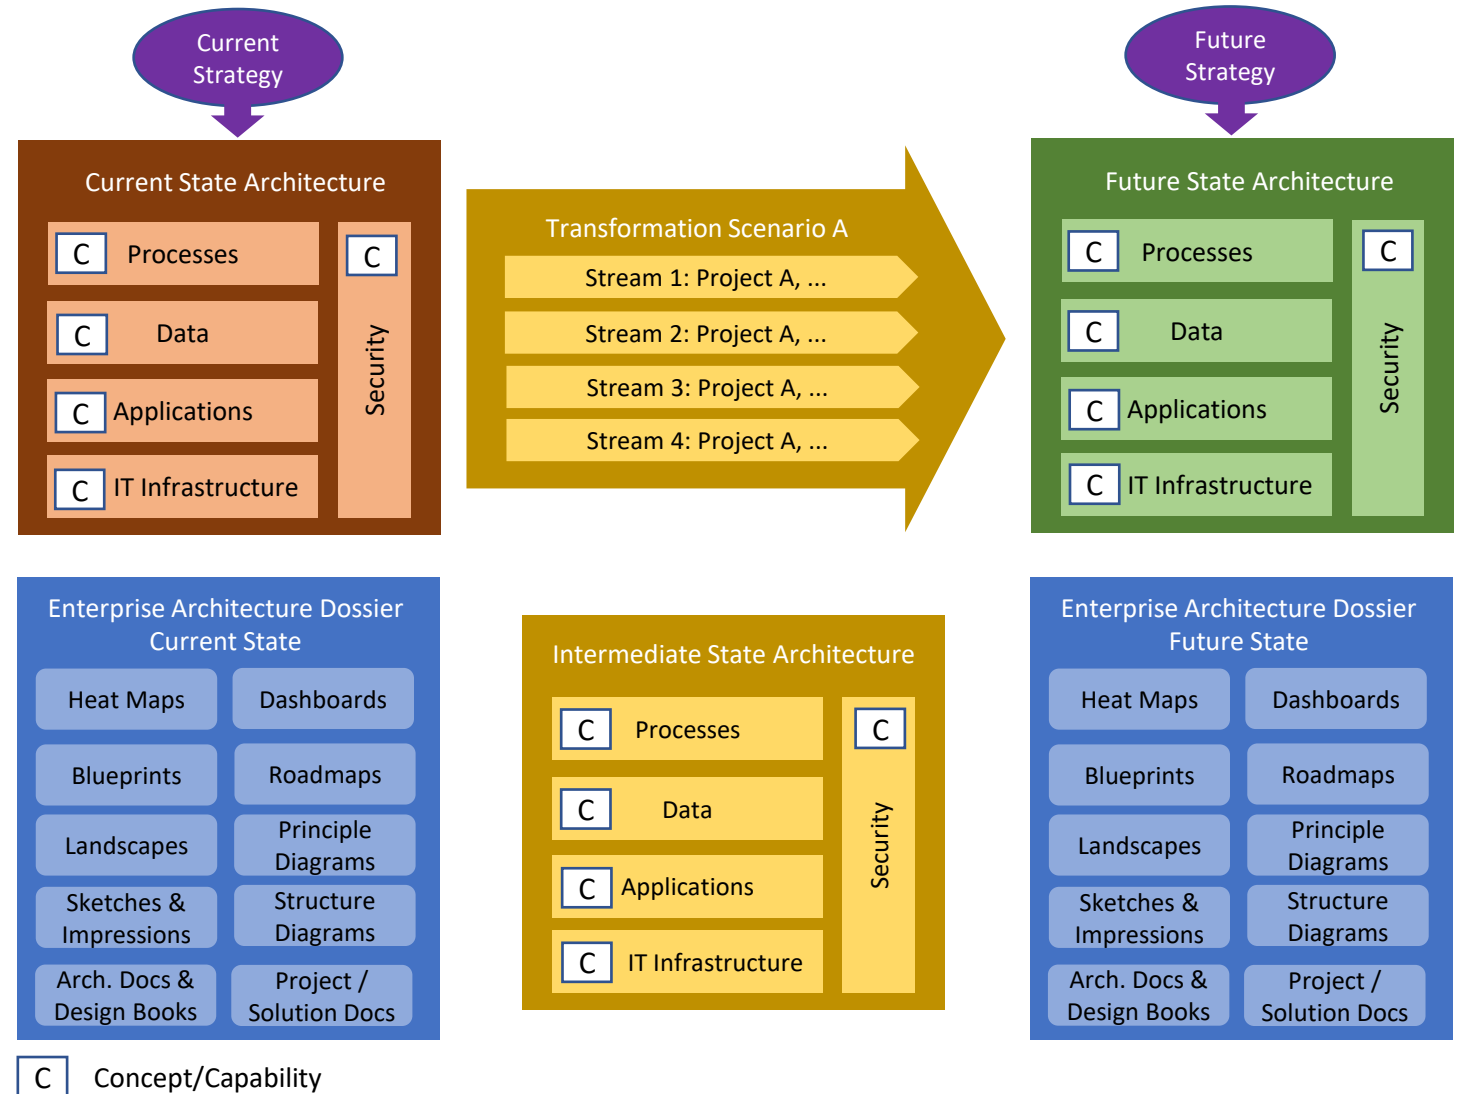 Current
Strategy
Future
Strategy
Current State Architecture
C Processes
C Data
C Applications
C IT Infrastructure
C
Security
Transformation Scenario A
Stream 1: Project A, ...
Stream 2: Project A, ...
Stream 3: Project A, ...
Stream 4: Project A, ...
Future State Architecture
C Processes
C Data
C Applications
C IT Infrastructure
C
Security
Enterprise Architecture Dossier
Current State
Heat Maps
Dashboards
Blueprints
Roadmaps
Landscapes
Principle
Diagrams
Sketches &
Impressions
Structure
Diagrams
Arch. Docs &
Design Books
Project /
Solution Docs
Intermediate State Architecture
C Processes
C Data
C Applications
C IT Infrastructure
C
Security
Enterprise Architecture Dossier
Future State
Heat Maps
Dashboards
Blueprints
Roadmaps
Landscapes
Principle
Diagrams
Sketches &
Impressions
Structure
Diagrams
Arch. Docs &
Design Books
Project /
Solution Docs
C Concept/Capability